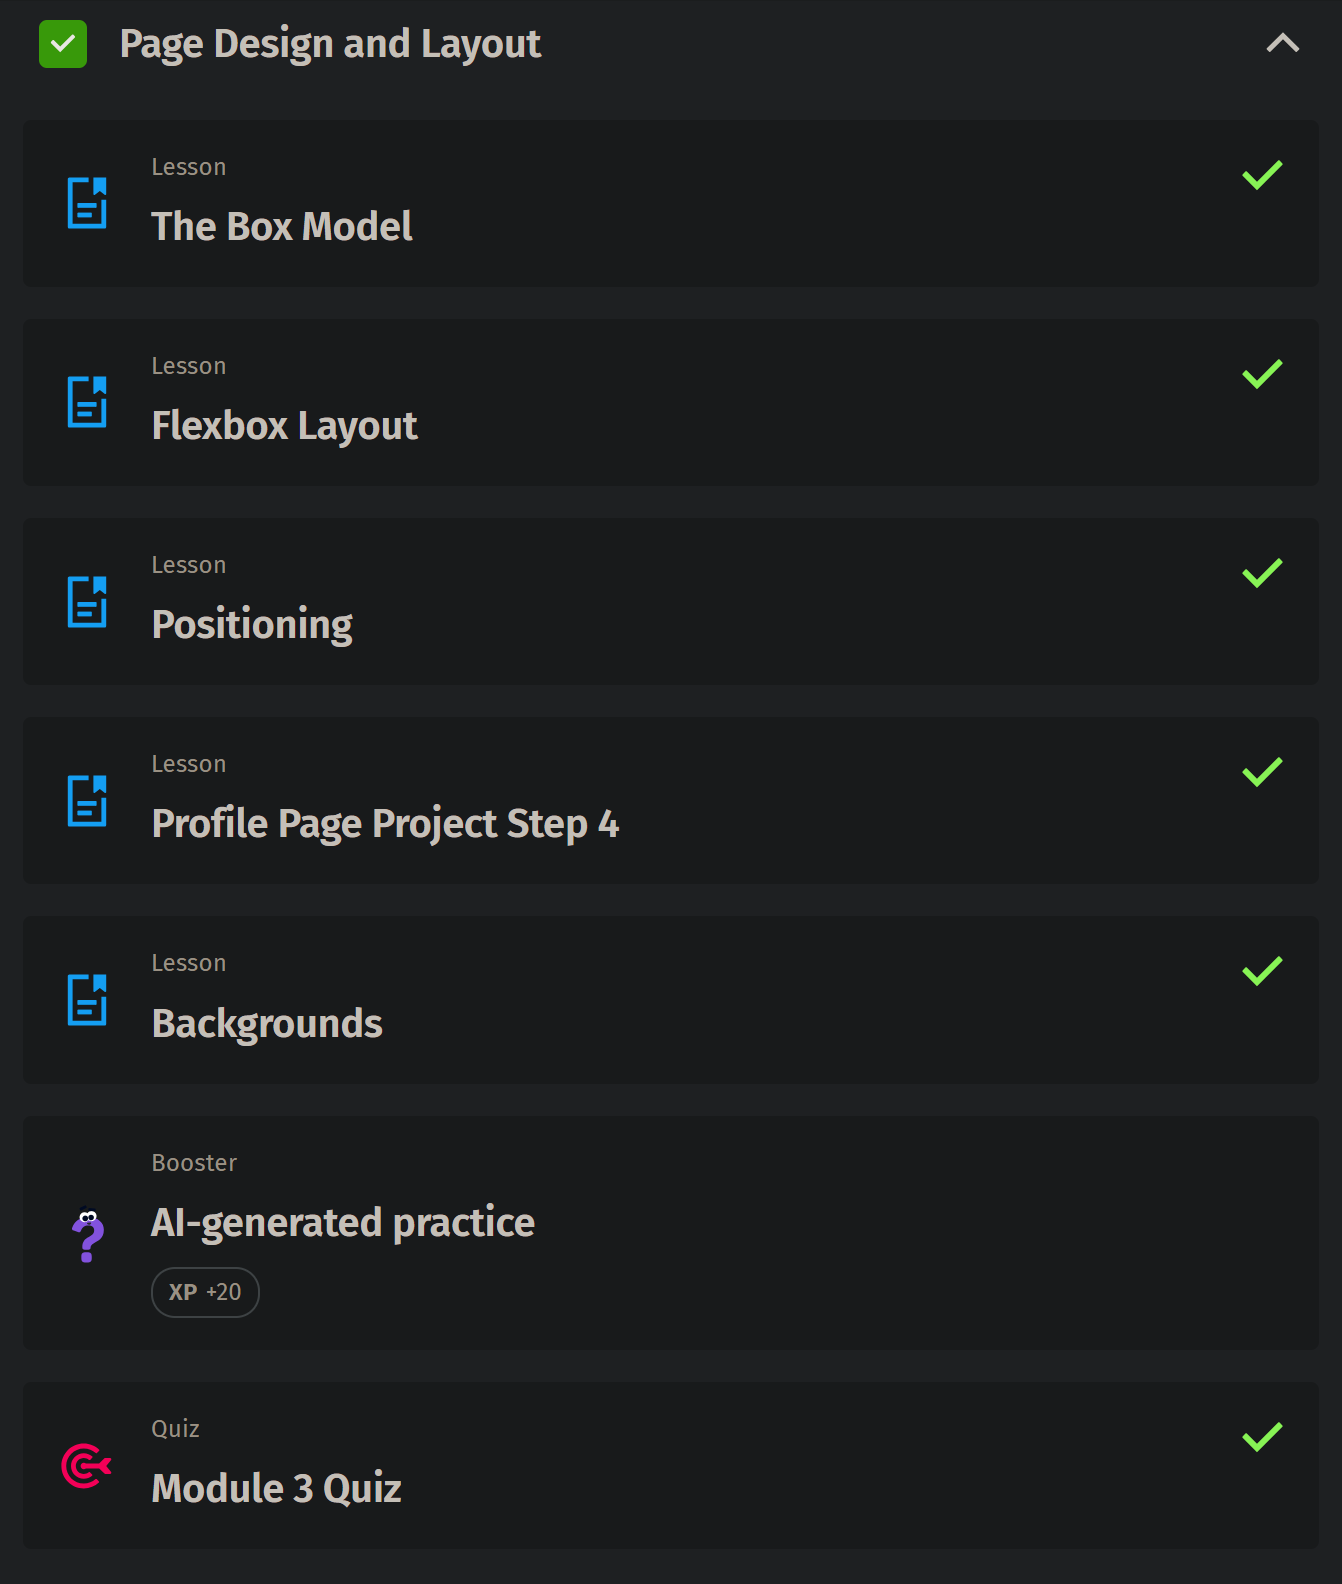 Page Design and Layout
Lesson
The Box Model
Lesson
Flexbox Layout
Lesson
Positioning
Lesson
Profile Page Project Step 4
Lesson
Backgrounds
Booster
AI-generated practice
XP +20
Quiz
Module 3 Quiz